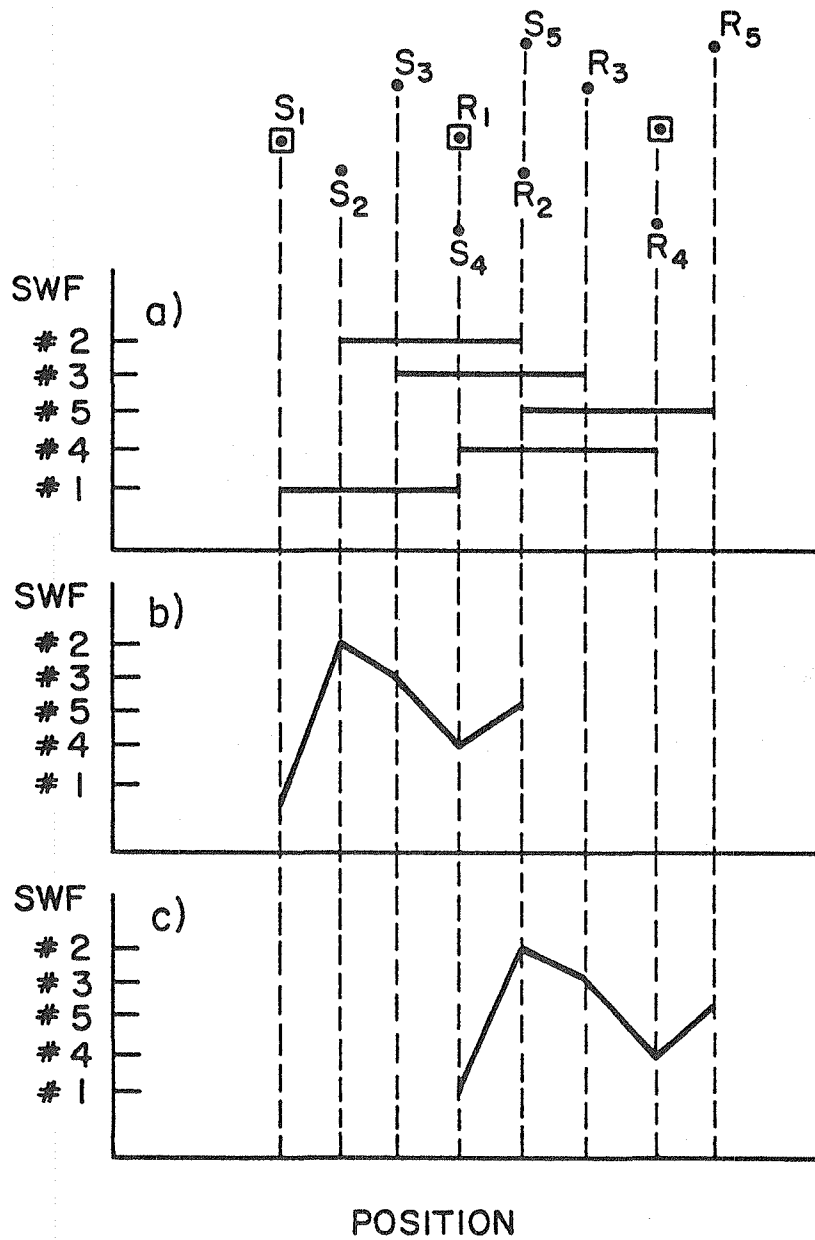 S5 R5
S3 R3
S1 R1
S2 R2
S4 R4
SWF
a)
# 2
# 3
# 5
# 4
# 1
SWF
b)
# 2
# 3
# 5
# 4
# 1
SWF
c)
# 2
# 3
# 5
# 4
# 1
POSITION